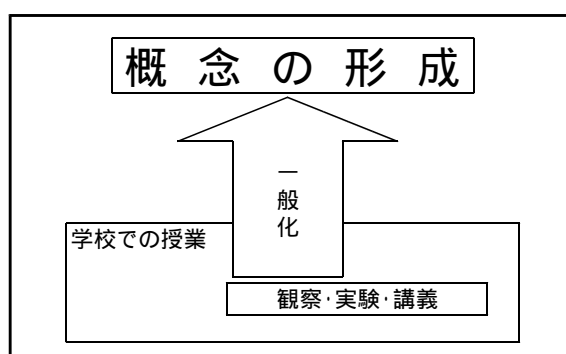 概念の形成
一般化
学校での授業
観察・実験・講義